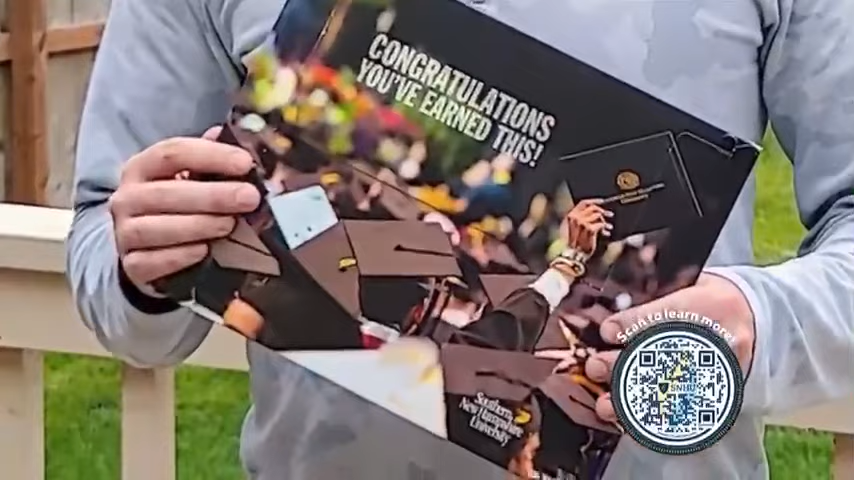 CONGRATULATIONS
YOU'VE EARNED THIS!
Southern
New Hampshire
University
Scan to learn more!
SNHU